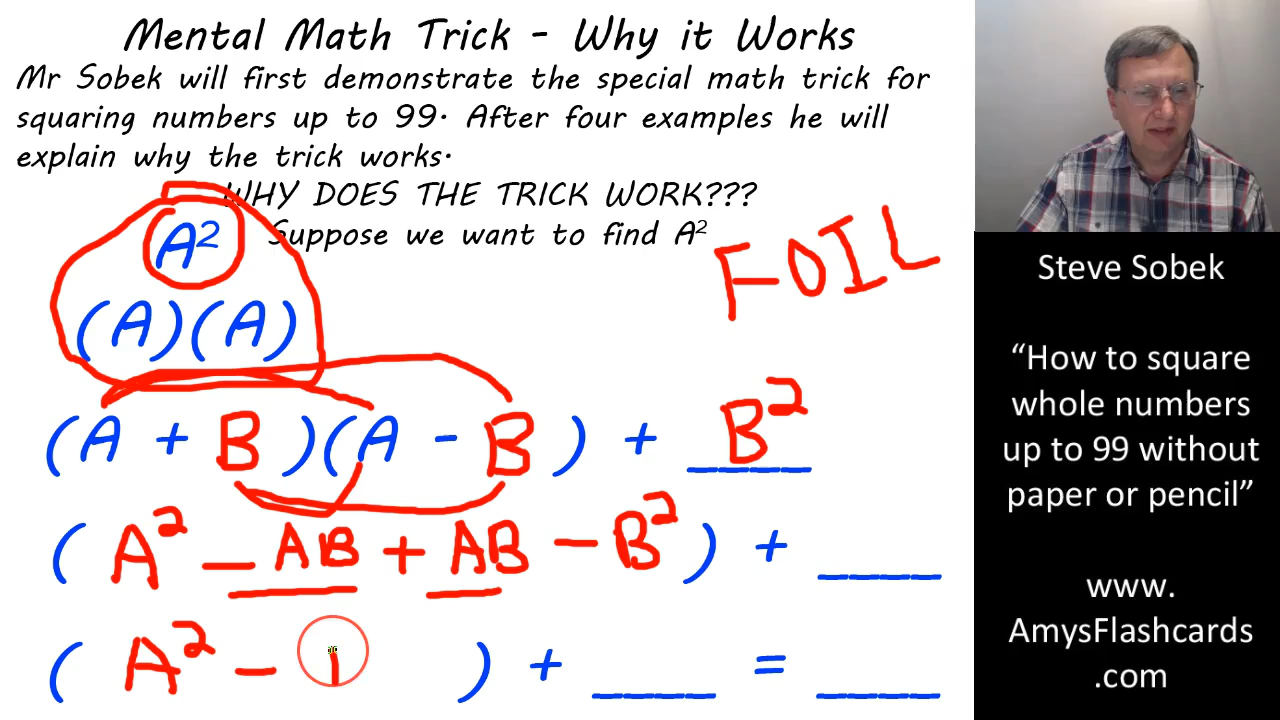 Mental Math Trick - Why it Works
Mr Sobek will first demonstrate the special math trick for
squaring numbers up to 99. After four examples he will
explain why the trick works.
WHY DOES THE TRICK WORK???
Suppose we want to find A²
A²
FOIL
(A)(A)
(A + B)(A - B) + B²
(A² - AB + AB - B²) + ____
(A² - ) + ____ = ____
Steve Sobek
“How to square
whole numbers
up to 99 without
paper or pencil”
www.
AmysFlashcards
.com